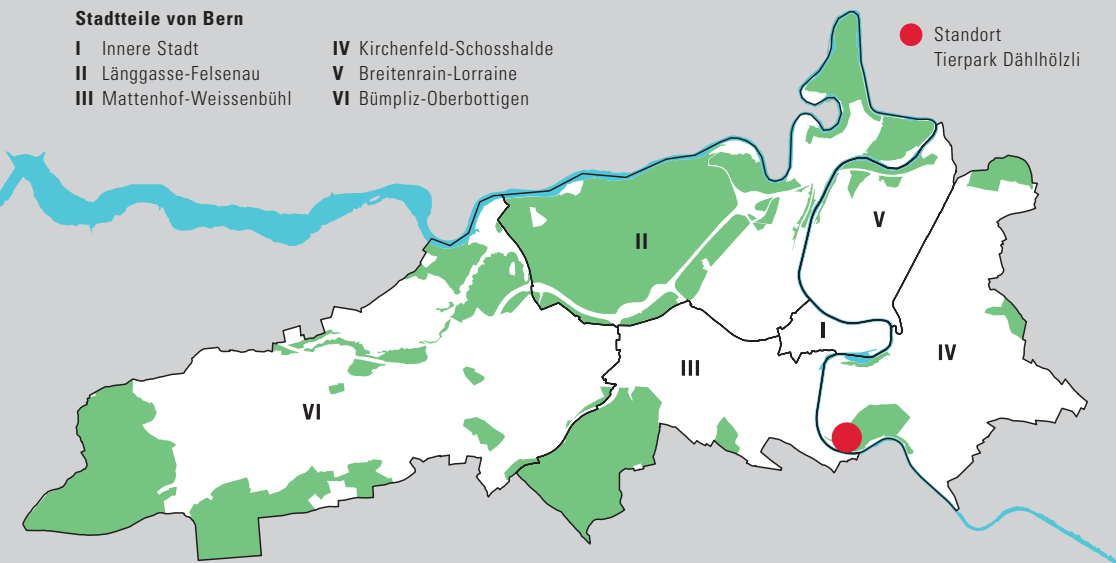 Stadtteile von Bern
I Innere Stadt
II Länggasse-Felsenau
III Mattenhof-Weissenbühl
IV Kirchenfeld-Schosshalde
V Breitenrain-Lorraine
VI Bümpliz-Oberbottigen
Standort
Tierpark Dählhölzli
II
V
I
IV
III
VI